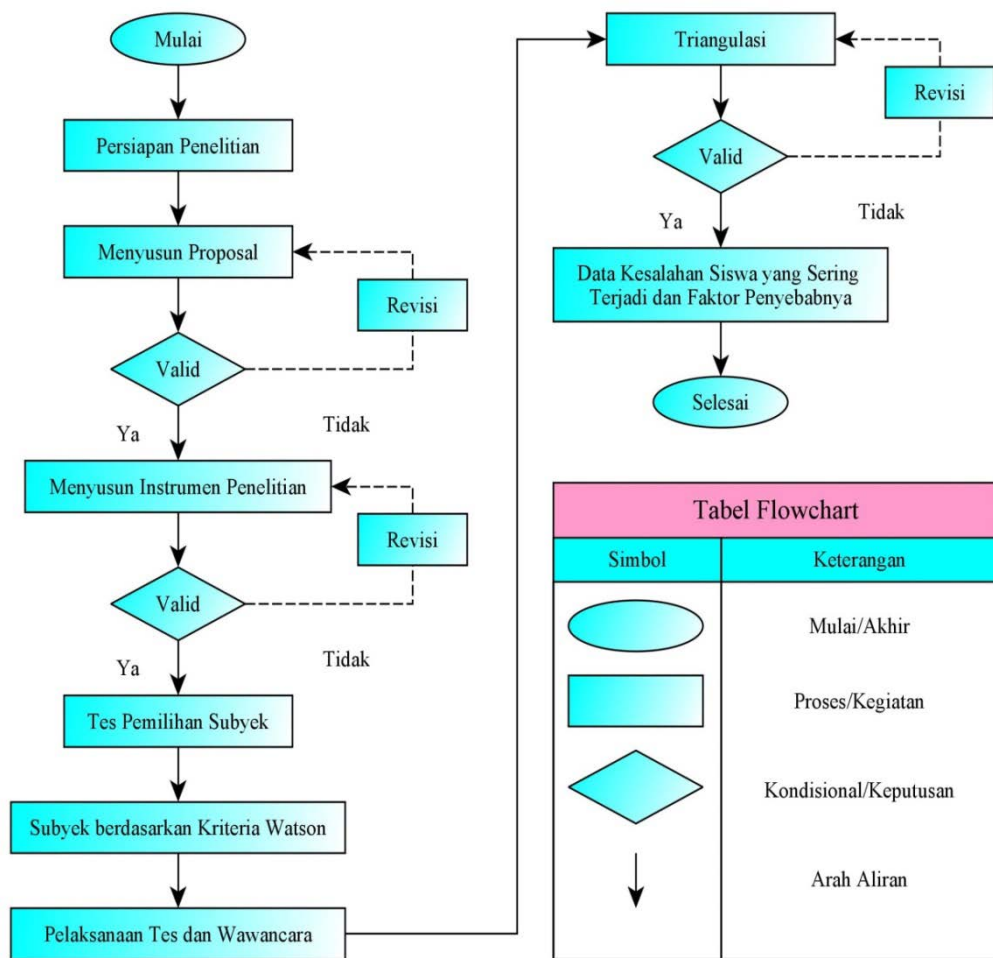 Mulai
Persiapan Penelitian
Menyusun Proposal
Revisi
Valid
Ya
Tidak
Menyusun Instrumen Penelitian
Revisi
Valid
Ya
Tidak
Tes Pemilihan Subyek
Subyek berdasarkan Kriteria Watson
Pelaksanaan Tes dan Wawancara
Triangulasi
Revisi
Valid
Ya
Tidak
Data Kesalahan Siswa yang Sering
Terjadi dan Faktor Penyebabnya
Selesai
Tabel Flowchart
Simbol
Keterangan
Mulai/Akhir
Proses/Kegiatan
Kondisional/Keputusan
Arah Aliran